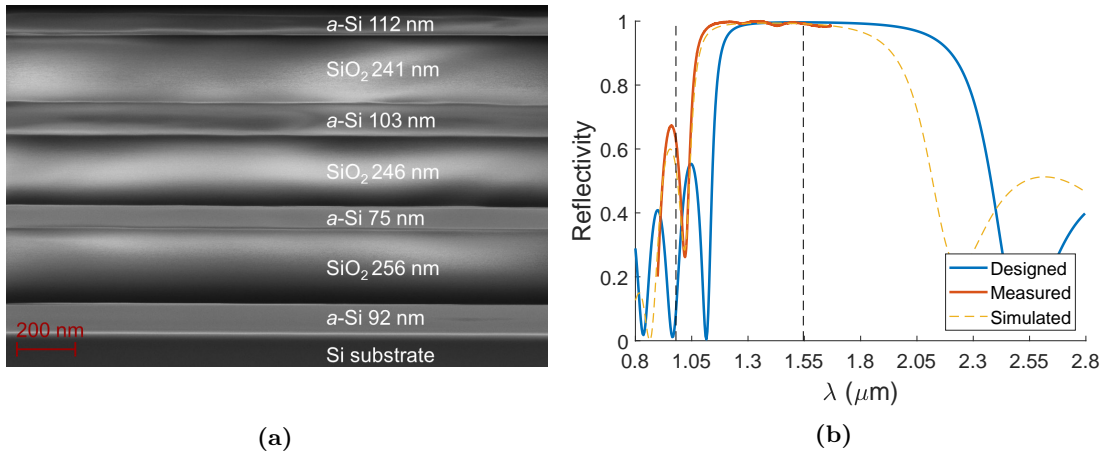 a-Si 112 nm
SiO₂ 241 nm
a-Si 103 nm
SiO₂ 246 nm
a-Si 75 nm
SiO₂ 256 nm
a-Si 92 nm
200 nm
Si substrate
(a)
1
0.8
0.6
0.4
0.2
0
Reflectivity
Designed
Measured
Simulated
0.8 1.05 1.3 1.55 1.8 2.05 2.3 2.55 2.8
λ (μm)
(b)